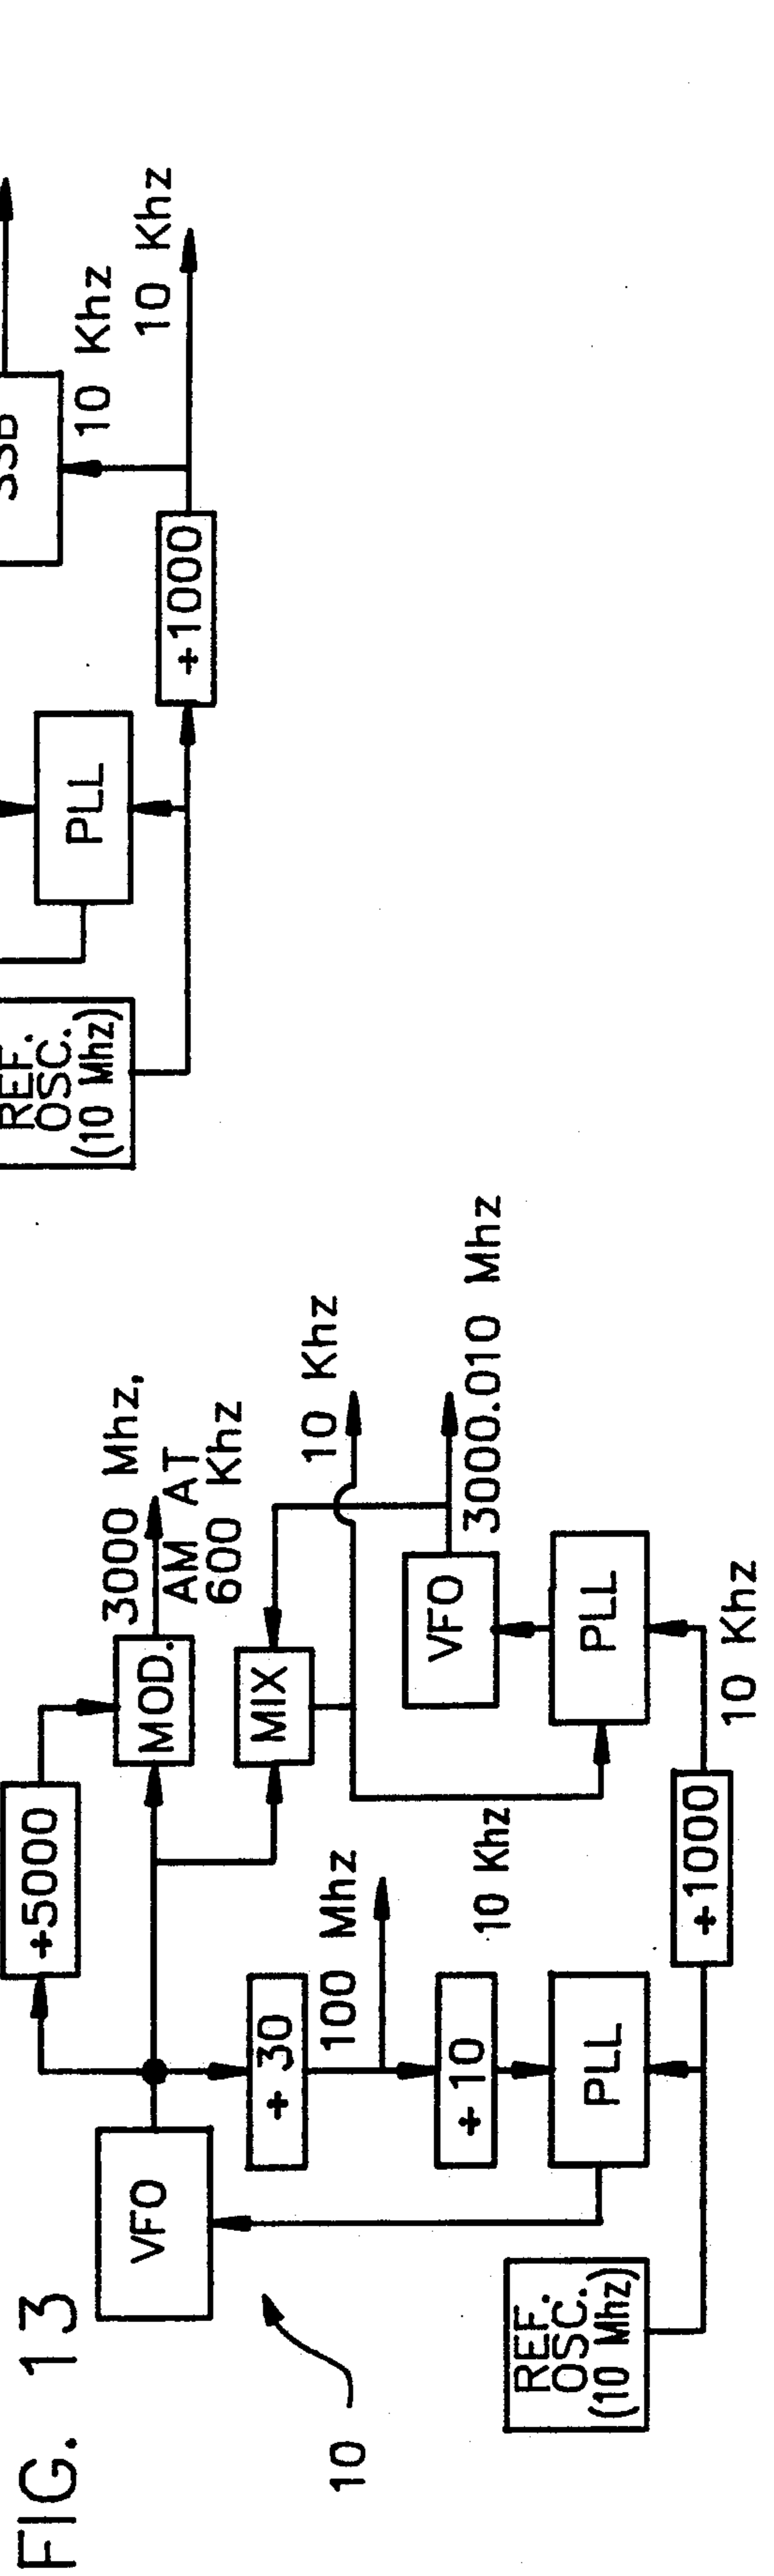 SSB
10 Khz
10 Khz
÷1000
PLL
REF.
OSC.
(10 Mhz)
FIG. 13
÷5000
3000 Mhz,
AM AT
600 Khz
MOD.
VFO
MIX
10 Khz
÷ 30
100 Mhz
VFO
3000.010 Mhz
10
÷ 10
10 Khz
PLL
PLL
REF.
OSC.
(10 Mhz)
÷1000
10 Khz